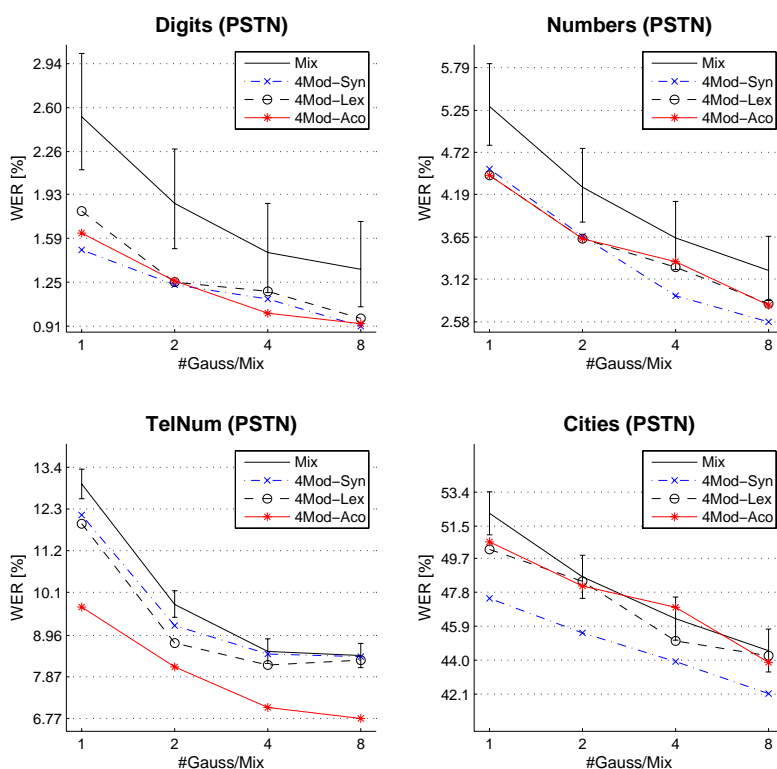 Digits (PSTN)
2.94
2.60
2.26
1.93
1.59
1.25
0.91
WER [%]
Mix
4Mod-Syn
4Mod-Lex
4Mod-Aco
1 2 4 8
#Gauss/Mix
Numbers (PSTN)
5.79
5.25
4.72
4.19
3.65
3.12
2.58
WER [%]
Mix
4Mod-Syn
4Mod-Lex
4Mod-Aco
1 2 4 8
#Gauss/Mix
TelNum (PSTN)
13.4
12.3
11.2
10.1
8.96
7.87
6.77
WER [%]
Mix
4Mod-Syn
4Mod-Lex
4Mod-Aco
1 2 4 8
#Gauss/Mix
Cities (PSTN)
53.4
51.5
49.7
47.8
45.9
44.0
42.1
WER [%]
Mix
4Mod-Syn
4Mod-Lex
4Mod-Aco
1 2 4 8
#Gauss/Mix